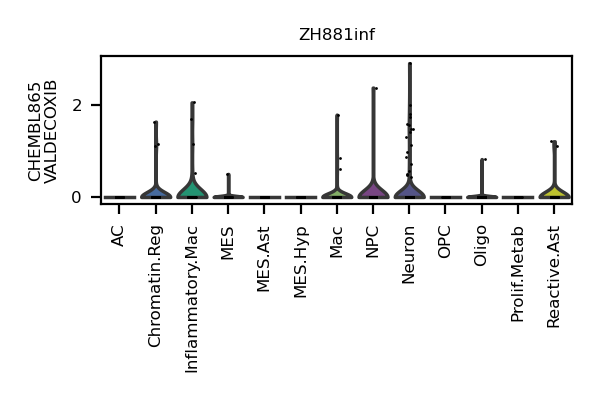 ZH881inf
CHEMBL865
VALDECOXIB
2
0
AC
Chromatin.Reg
Inflammatory.Mac
MES
MES.Ast
MES.Hyp
Mac
NPC
Neuron
OPC
Oligo
Prolif.Metab
Reactive.Ast